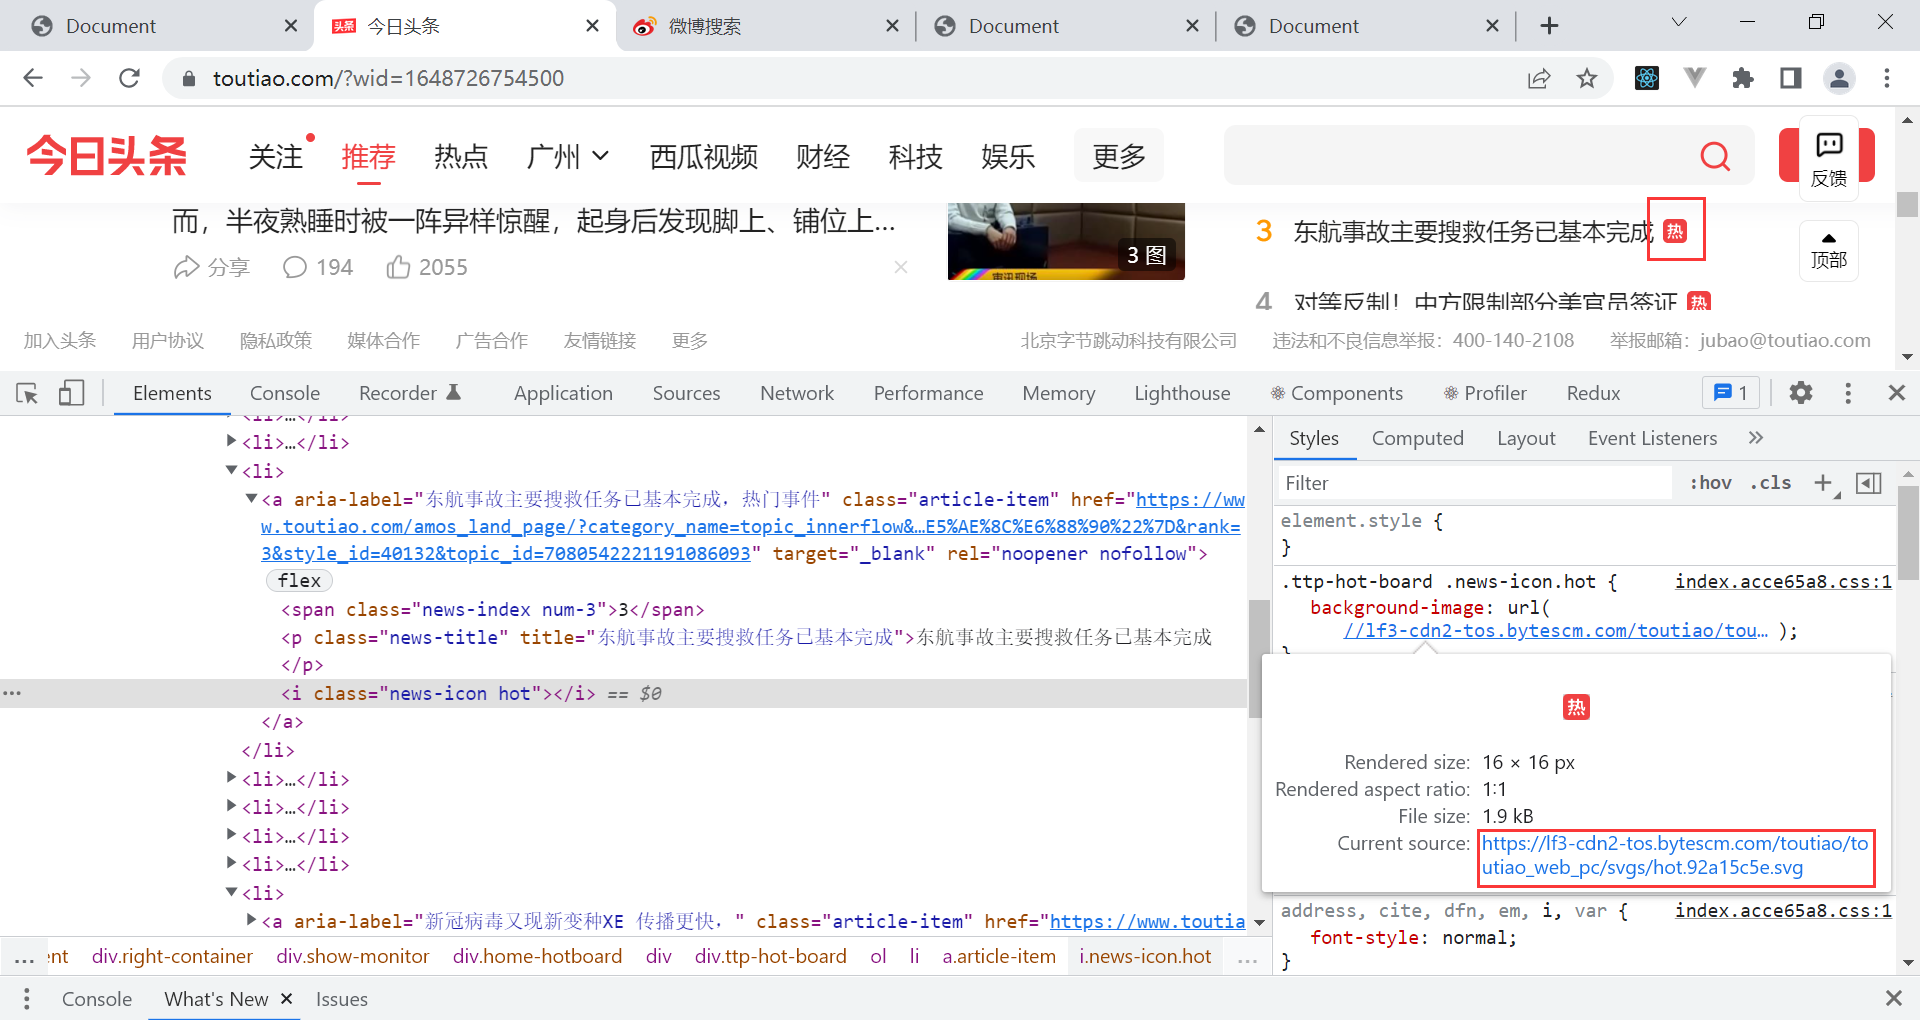 Document
今日头条
微博搜索
Document
Document
toutiao.com/?wid=1648726754500
今日头条 关注 推荐 热点 广州 西瓜视频 财经 科技 娱乐 更多
反馈
而，半夜熟睡时被一阵异样惊醒，起身后发现脚上、铺位上...
分享 194 2055
3 图
审讯现场
3 东航事故主要搜救任务已基本完成 热
4 对等反制！中方限制部分美官员签证 热
顶部
加入头条 用户协议 隐私政策 媒体合作 广告合作 友情链接 更多
北京字节跳动科技有限公司 违法和不良信息举报：400-140-2108 举报邮箱：jubao@toutiao.com
Elements Console Recorder Application Sources Network Performance Memory Lighthouse Components Profiler Redux 1
<li>…</li>
<li>…</li>
<li>
<a aria-label="东航事故主要搜救任务已基本完成，热门事件" class="article-item" href="https://ww
w.toutiao.com/amos_land_page/?category_name=topic_innerflow&…E5%AE%8C%E6%88%90%22%7D&rank=
3&style_id=40132&topic_id=7080542221191086093" target="_blank" rel="noopener nofollow">
flex
<span class="news-index num-3">3</span>
<p class="news-title" title="东航事故主要搜救任务已基本完成">东航事故主要搜救任务已基本完成
</p>
<i class="news-icon hot"></i> == $0
</a>
</li>
<li>…</li>
<li>…</li>
<li>…</li>
<li>…</li>
<li>
<a aria-label="新冠病毒又现新变种XE 传播更快，" class="article-item" href="https://www.toutia
... nt div.right-container div.show-monitor div.home-hotboard div div.ttp-hot-board ol li a.article-item i.news-icon.hot ...
Styles Computed Layout Event Listeners
Filter :hov .cls
element.style {
}
.ttp-hot-board .news-icon.hot { index.acce65a8.css:1
background-image: url(
//lf3-cdn2-tos.bytescm.com/toutiao/tou… );
}
热
Rendered size: 16 × 16 px
Rendered aspect ratio: 1:1
File size: 1.9 kB
Current source: https://lf3-cdn2-tos.bytescm.com/toutiao/to
utiao_web_pc/svgs/hot.92a15c5e.svg
address, cite, dfn, em, i, var { index.acce65a8.css:1
font-style: normal;
}
Console What's New Issues